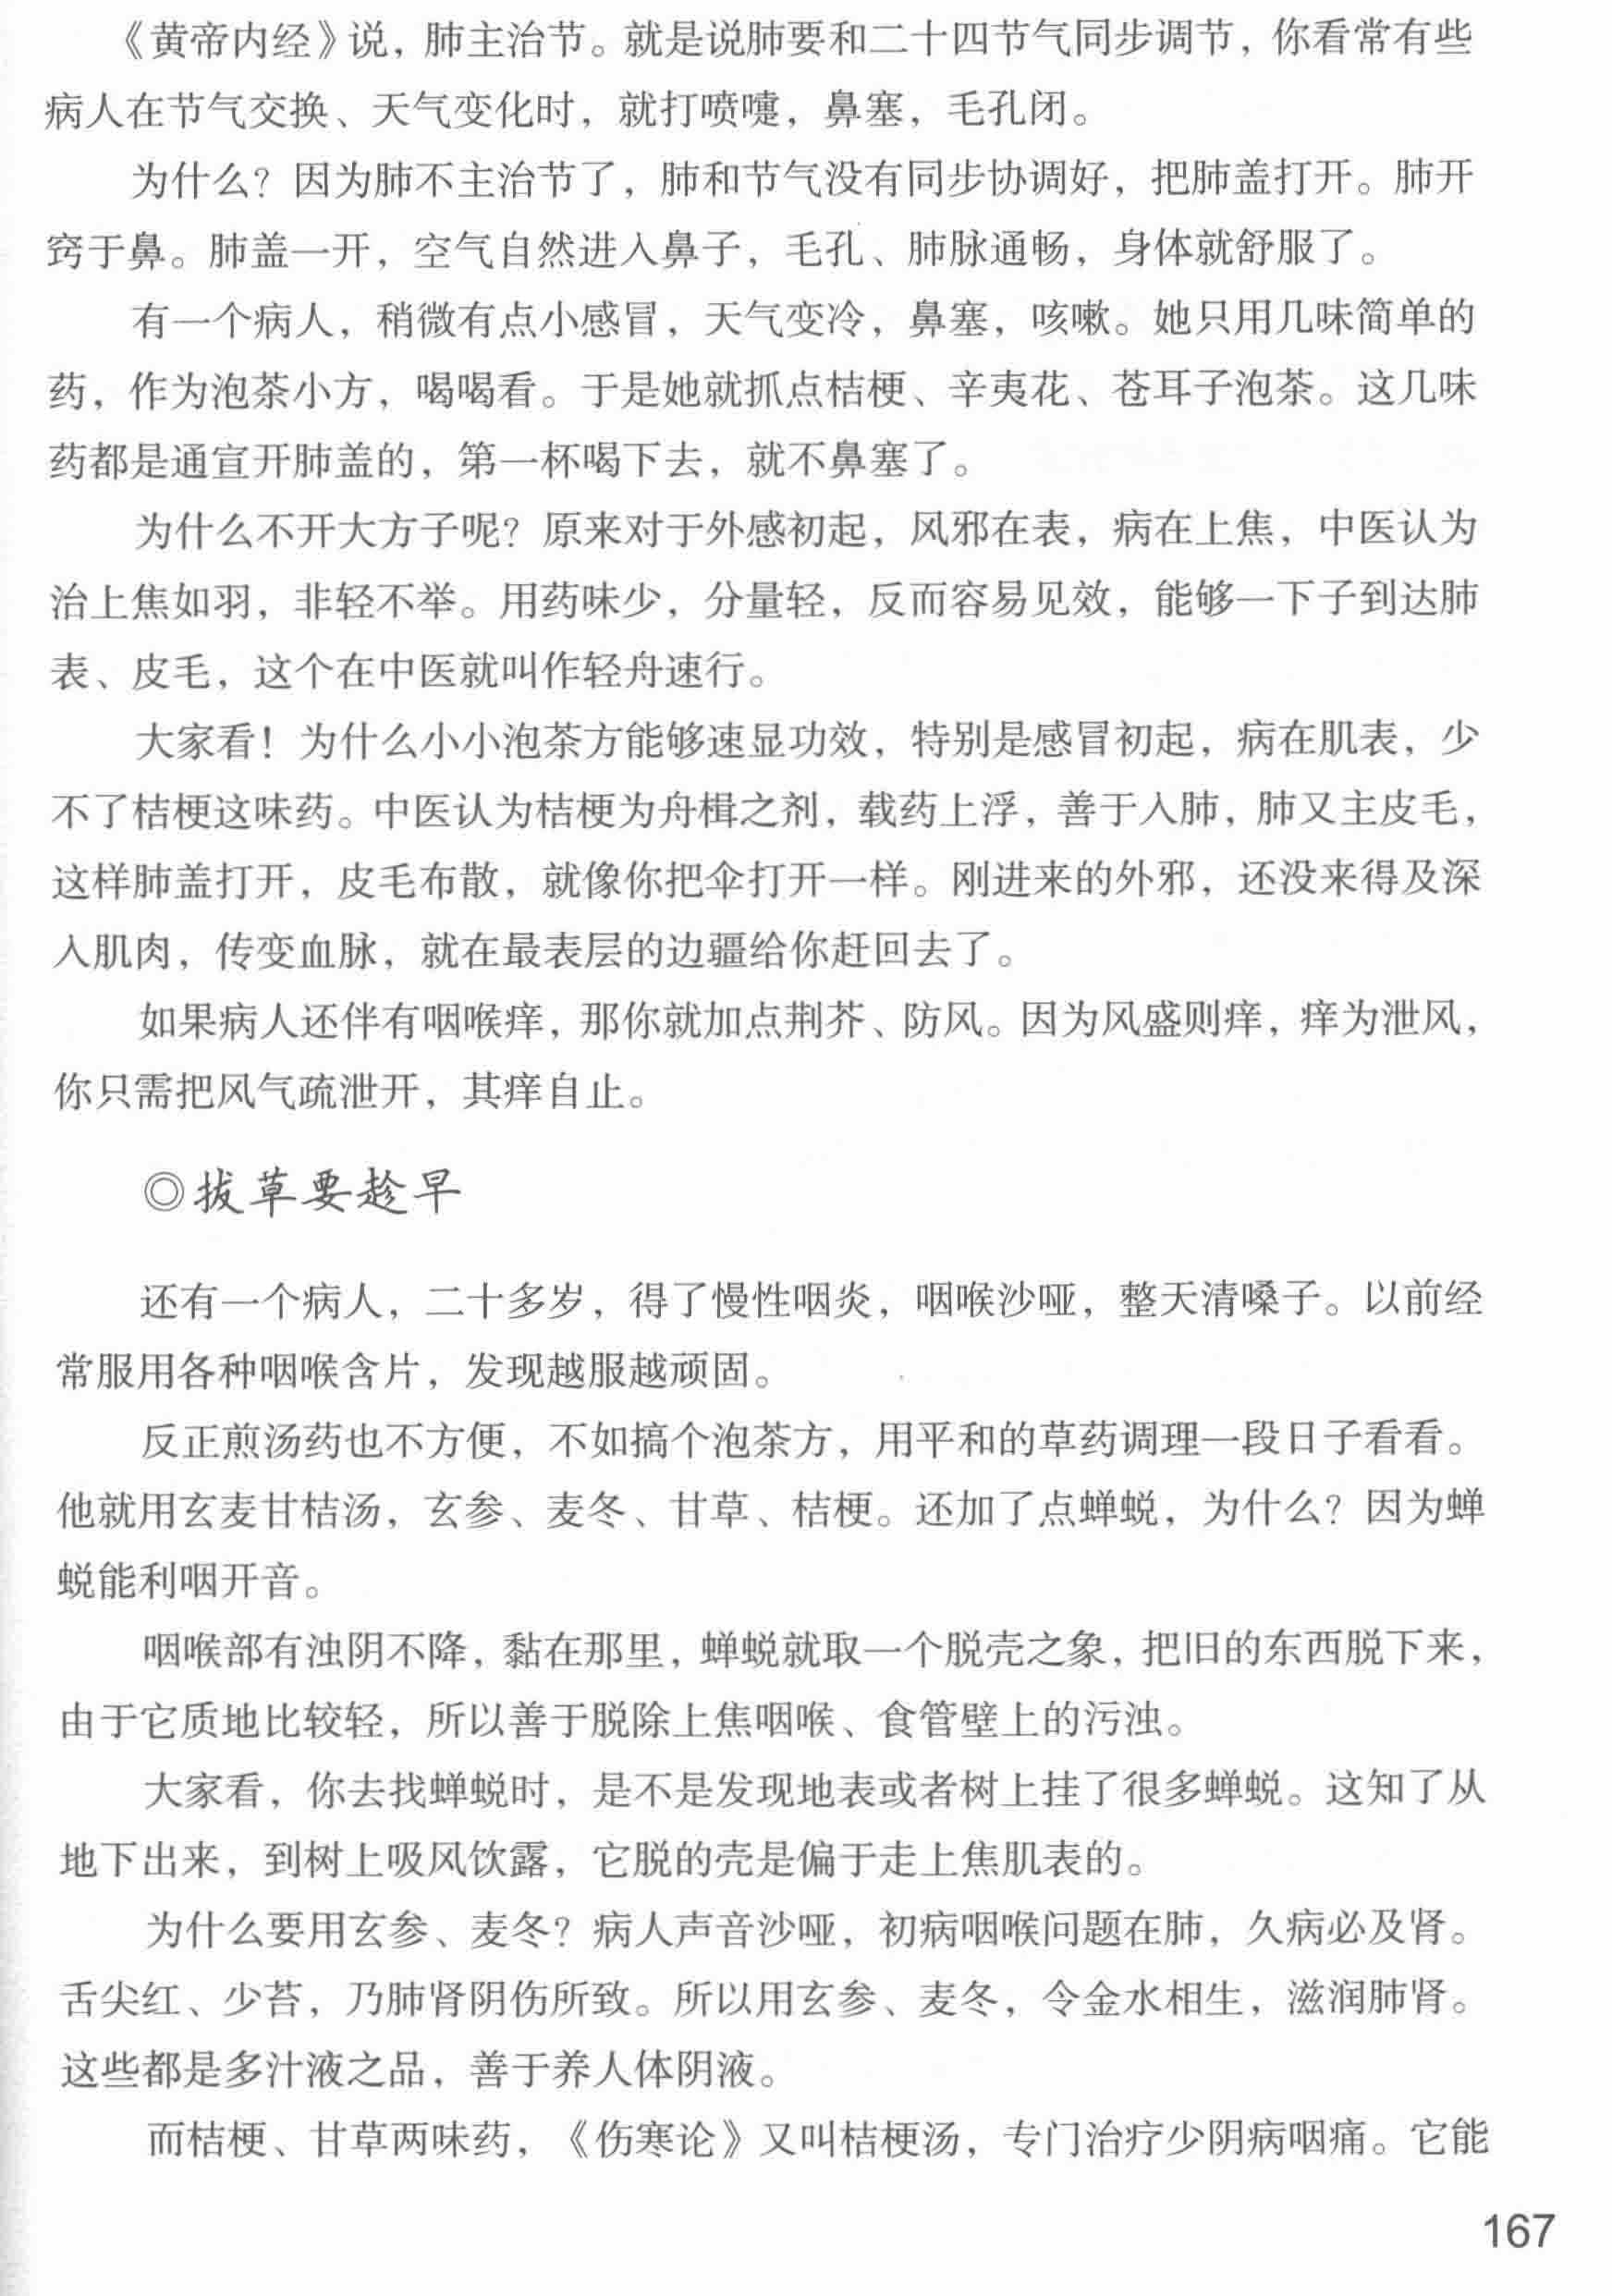 《黄帝内经》说，肺主治节。就是说肺要和二十四节气同步调节，你看常有些
病人在节气交换、天气变化时，就打喷嚏，鼻塞，毛孔闭。
为什么？因为肺不主治节了，肺和节气没有同步协调好，把肺盖打开。肺开
窍于鼻。肺盖一开，空气自然进入鼻子，毛孔、肺脉通畅，身体就舒服了。
有一个病人，稍微有点小感冒，天气变冷，鼻塞，咳嗽。她只用几味简单的
药，作为泡茶小方，喝喝看。于是她就抓点桔梗、辛夷花、苍耳子泡茶。这几味
药都是通宣开肺盖的，第一杯喝下去，就不鼻塞了。
为什么不开大方子呢？原来对于外感初起，风邪在表，病在上焦，中医认为
治上焦如羽，非轻不举。用药味少，分量轻，反而容易见效，能够一下子到达肺
表、皮毛，这个在中医就叫作轻舟速行。
大家看！为什么小小泡茶方能够速显功效，特别是感冒初起，病在肌表，少
不了桔梗这味药。中医认为桔梗为舟楫之剂，载药上浮，善于入肺，肺又主皮毛，
这样肺盖打开，皮毛布散，就像你把伞打开一样。刚进来的外邪，还没来得及深
入肌肉，传变血脉，就在最表层的边疆给你赶回去了。
如果病人还伴有咽喉痒，那你就加点荆芥、防风。因为风盛则痒，痒为泄风，
你只需把风气疏泄开，其痒自止。
◎拔草要趁早
还有一个病人，二十多岁，得了慢性咽炎，咽喉沙哑，整天清嗓子。以前经
常服用各种咽喉含片，发现越服越顽固。
反正煎汤药也不方便，不如搞个泡茶方，用平和的草药调理一段日子看看。
他就用玄麦甘桔汤，玄参、麦冬、甘草、桔梗。还加了点蝉蜕，为什么？因为蝉
蜕能利咽开音。
咽喉部有浊阴不降，黏在那里，蝉蜕就取一个脱壳之象，把旧的东西脱下来，
由于它质地比较轻，所以善于脱除上焦咽喉、食管壁上的污浊。
大家看，你去找蝉蜕时，是不是发现地表或者树上挂了很多蝉蜕。这知了从
地下出来，到树上吸风饮露，它脱的壳是偏于走上焦肌表的。
为什么要用玄参、麦冬？病人声音沙哑，初病咽喉问题在肺，久病必及肾。
舌尖红、少苔，乃肺肾阴伤所致。所以用玄参、麦冬，令金水相生，滋润肺肾。
这些都是多汁液之品，善于养人体阴液。
而桔梗、甘草两味药，《伤寒论》又叫桔梗汤，专门治疗少阴病咽痛。它能
167